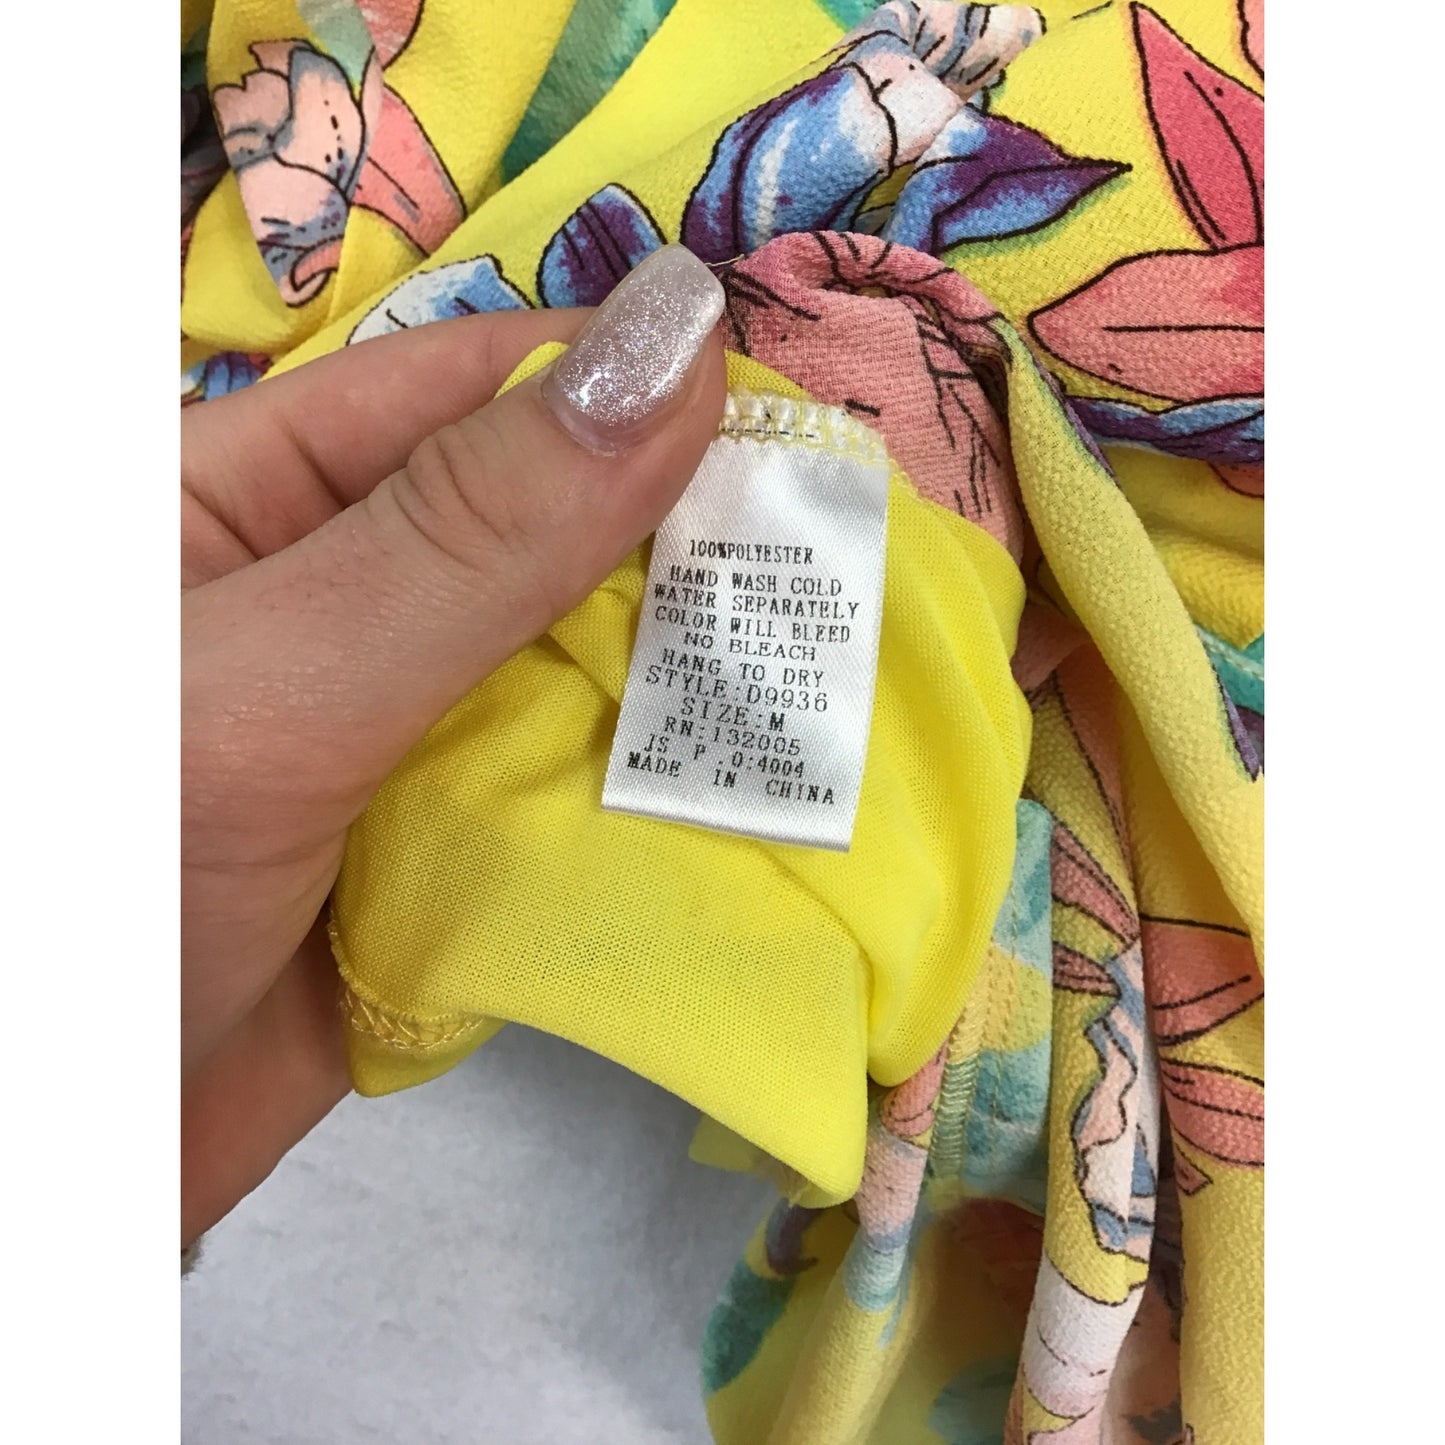 100%POLYESTER
HAND WASH COLD
WATER SEPARATELY
COLOR WILL BLEED
NO BLEACH
HANG TO DRY
STYLE:D9936
SIZE:M
RN:132005
JS P.O:4004
MADE IN CHINA